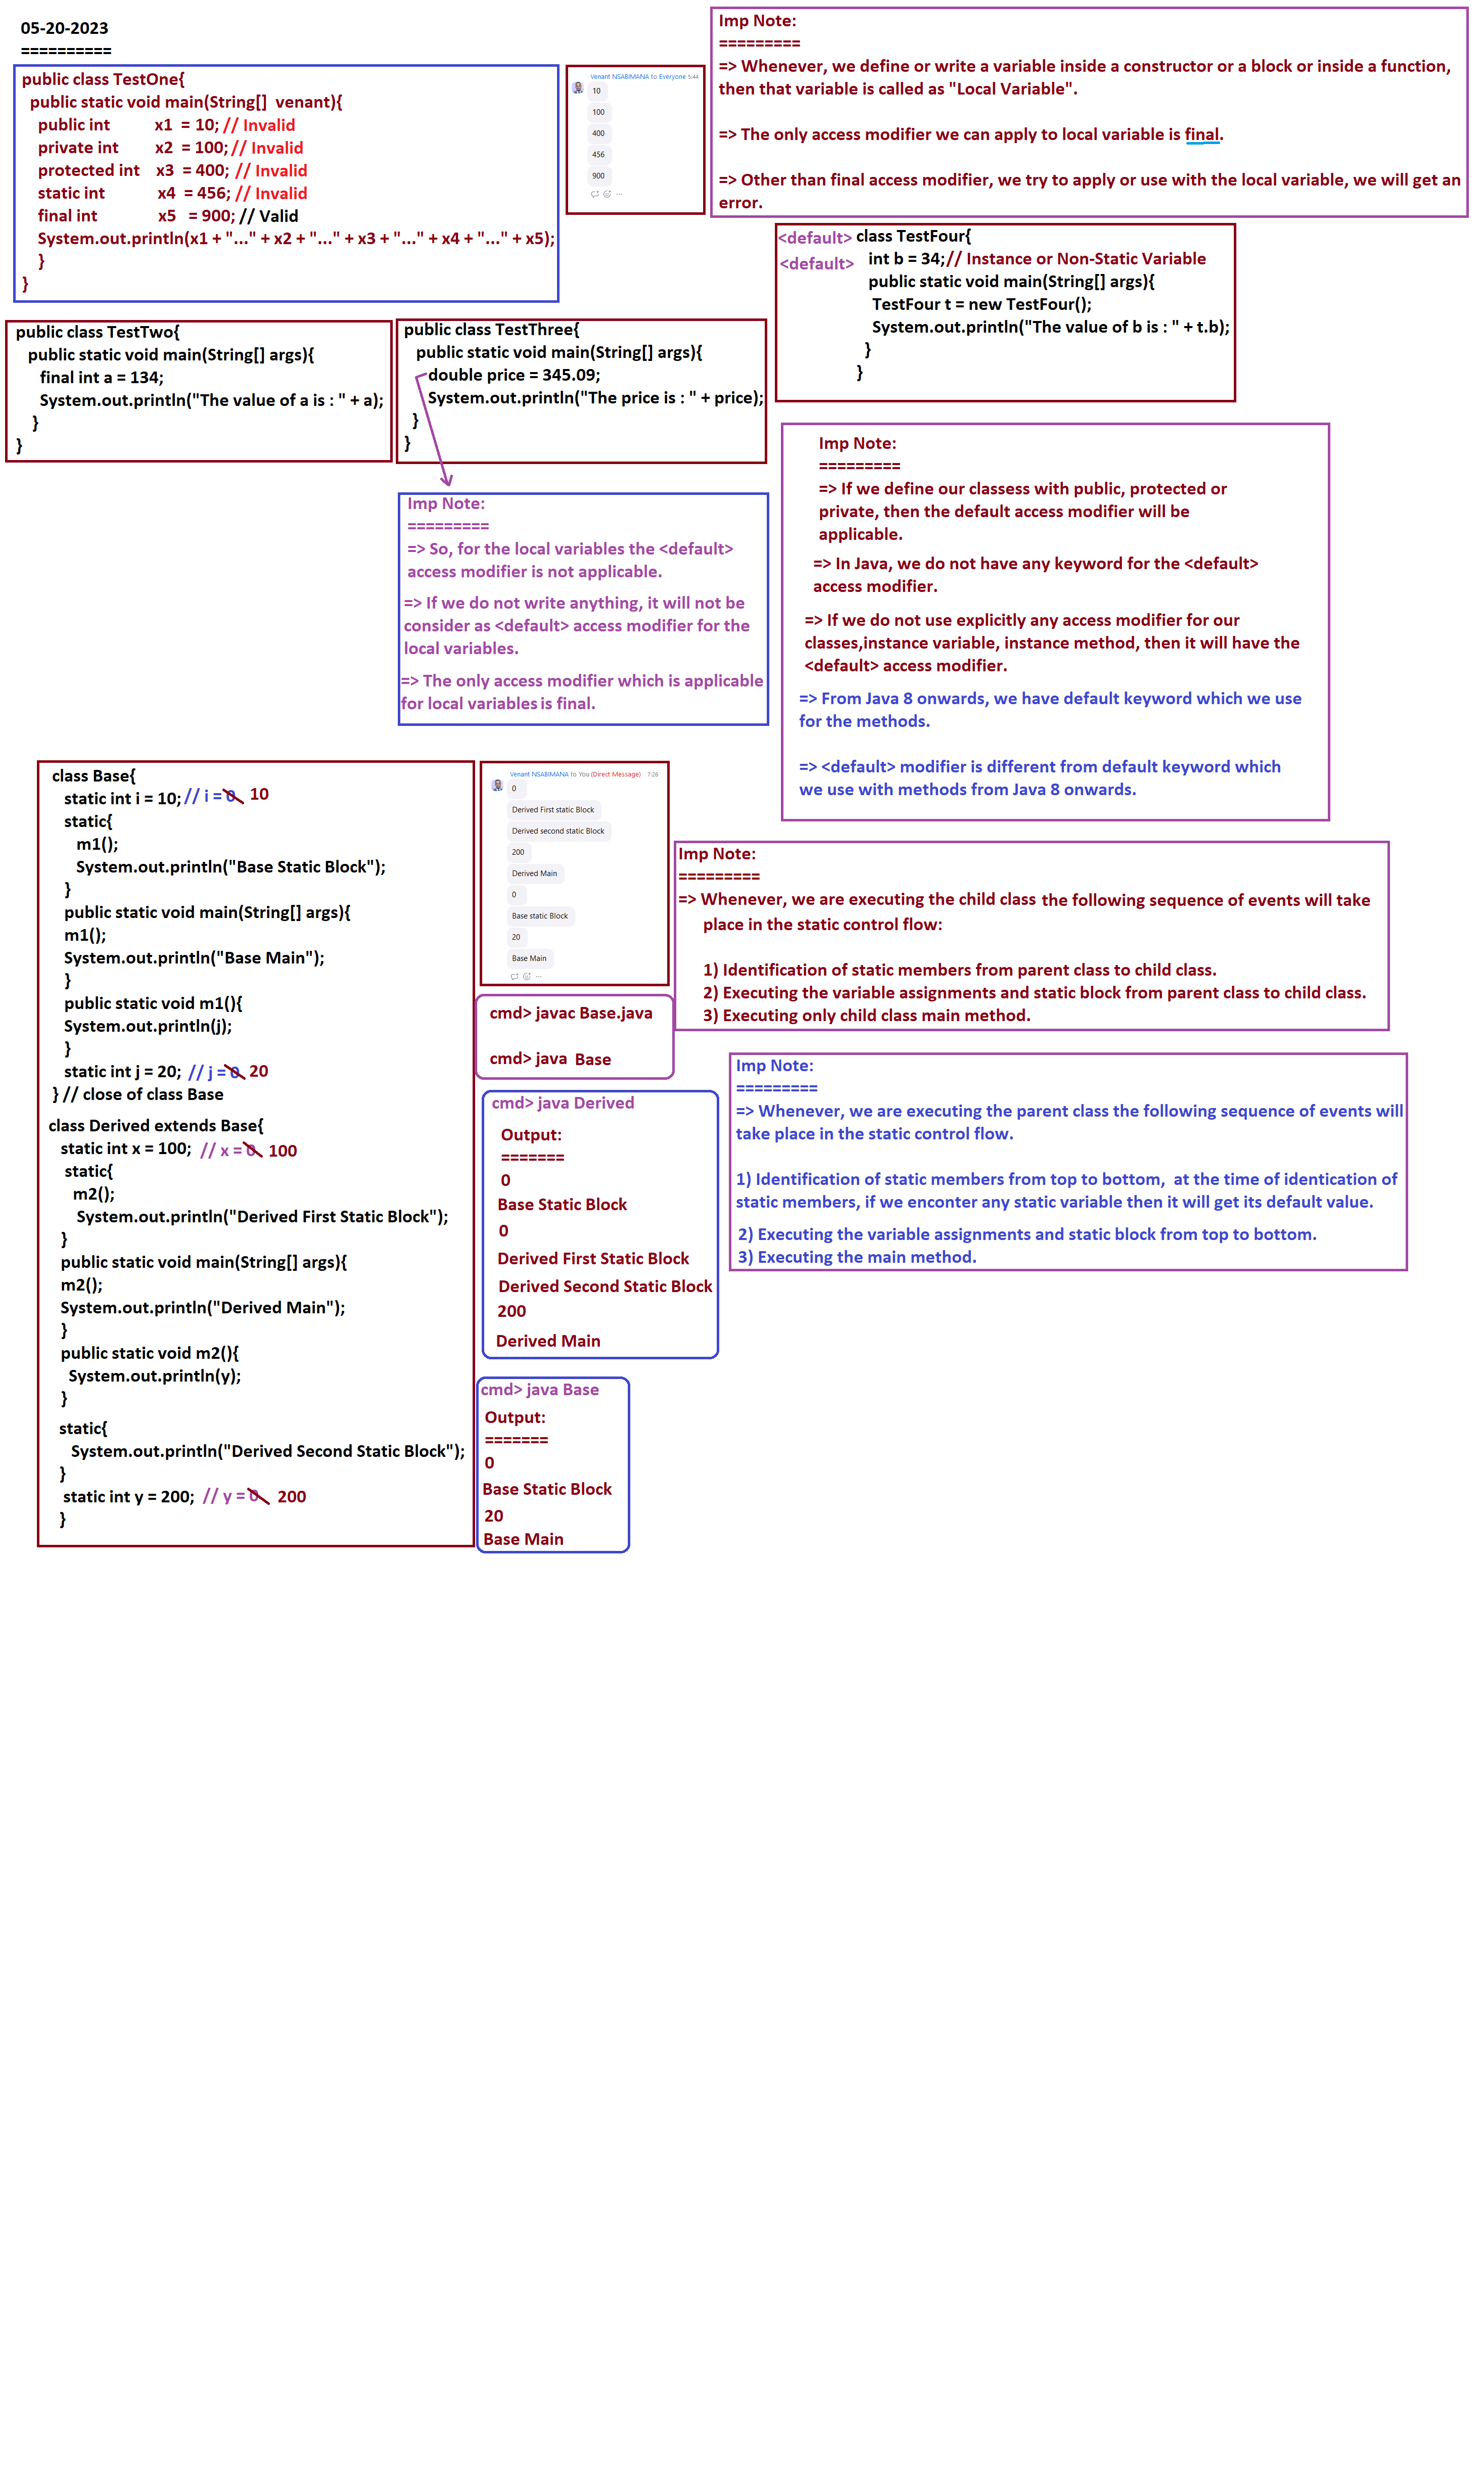 05-20-2023
==========
public class TestOne{
public static void main(String[] venant){
public int x1 = 10; // Invalid
private int x2 = 100; // Invalid
protected int x3 = 400; // Invalid
static int x4 = 456; // Invalid
final int x5 = 900; // Valid
System.out.println(x1 + "..." + x2 + "..." + x3 + "..." + x4 + "..." + x5);
}
}
Venant NSABIMANA to Everyone 5:44
10
100
400
456
900
Imp Note:
=========
=> Whenever, we define or write a variable inside a constructor or a block or inside a function,
then that variable is called as "Local Variable".
=> The only access modifier we can apply to local variable is final.
=> Other than final access modifier, we try to apply or use with the local variable, we will get an
error.
public class TestTwo{
public static void main(String[] args){
final int a = 134;
System.out.println("The value of a is : " + a);
}
}
public class TestThree{
public static void main(String[] args){
double price = 345.09;
System.out.println("The price is : " + price);
}
}
<default> class TestFour{
<default> int b = 34; // Instance or Non-Static Variable
public static void main(String[] args){
TestFour t = new TestFour();
System.out.println("The value of b is : " + t.b);
}
}
Imp Note:
=========
=> So, for the local variables the <default>
access modifier is not applicable.
=> If we do not write anything, it will not be
consider as <default> access modifier for the
local variables.
=> The only access modifier which is applicable
for local variables is final.
Imp Note:
=========
=> If we define our classess with public, protected or
private, then the default access modifier will be
applicable.
=> In Java, we do not have any keyword for the <default>
access modifier.
=> If we do not use explicitly any access modifier for our
classes,instance variable, instance method, then it will have the
<default> access modifier.
=> From Java 8 onwards, we have default keyword which we use
for the methods.
=> <default> modifier is different from default keyword which
we use with methods from Java 8 onwards.
class Base{
static int i = 10; // i = 0 10
static{
m1();
System.out.println("Base Static Block");
}
public static void main(String[] args){
m1();
System.out.println("Base Main");
}
public static void m1(){
System.out.println(j);
}
static int j = 20; // j = 0 20
} // close of class Base
class Derived extends Base{
static int x = 100; // x = 0 100
static{
m2();
System.out.println("Derived First Static Block");
}
public static void main(String[] args){
m2();
System.out.println("Derived Main");
}
public static void m2(){
System.out.println(y);
}
static{
System.out.println("Derived Second Static Block");
}
static int y = 200; // y = 0 200
}
Venant NSABIMANA to You (Direct Message) 7:26
0
Derived First static Block
Derived second static Block
200
Derived Main
0
Base static Block
20
Base Main
cmd> javac Base.java
cmd> java Base
cmd> java Derived
Output:
=======
0
Base Static Block
0
Derived First Static Block
Derived Second Static Block
200
Derived Main
cmd> java Base
Output:
=======
0
Base Static Block
20
Base Main
Imp Note:
=========
=> Whenever, we are executing the child class the following sequence of events will take
place in the static control flow:
1) Identification of static members from parent class to child class.
2) Executing the variable assignments and static block from parent class to child class.
3) Executing only child class main method.
Imp Note:
=========
=> Whenever, we are executing the parent class the following sequence of events will
take place in the static control flow.
1) Identification of static members from top to bottom, at the time of identication of
static members, if we enconter any static variable then it will get its default value.
2) Executing the variable assignments and static block from top to bottom.
3) Executing the main method.